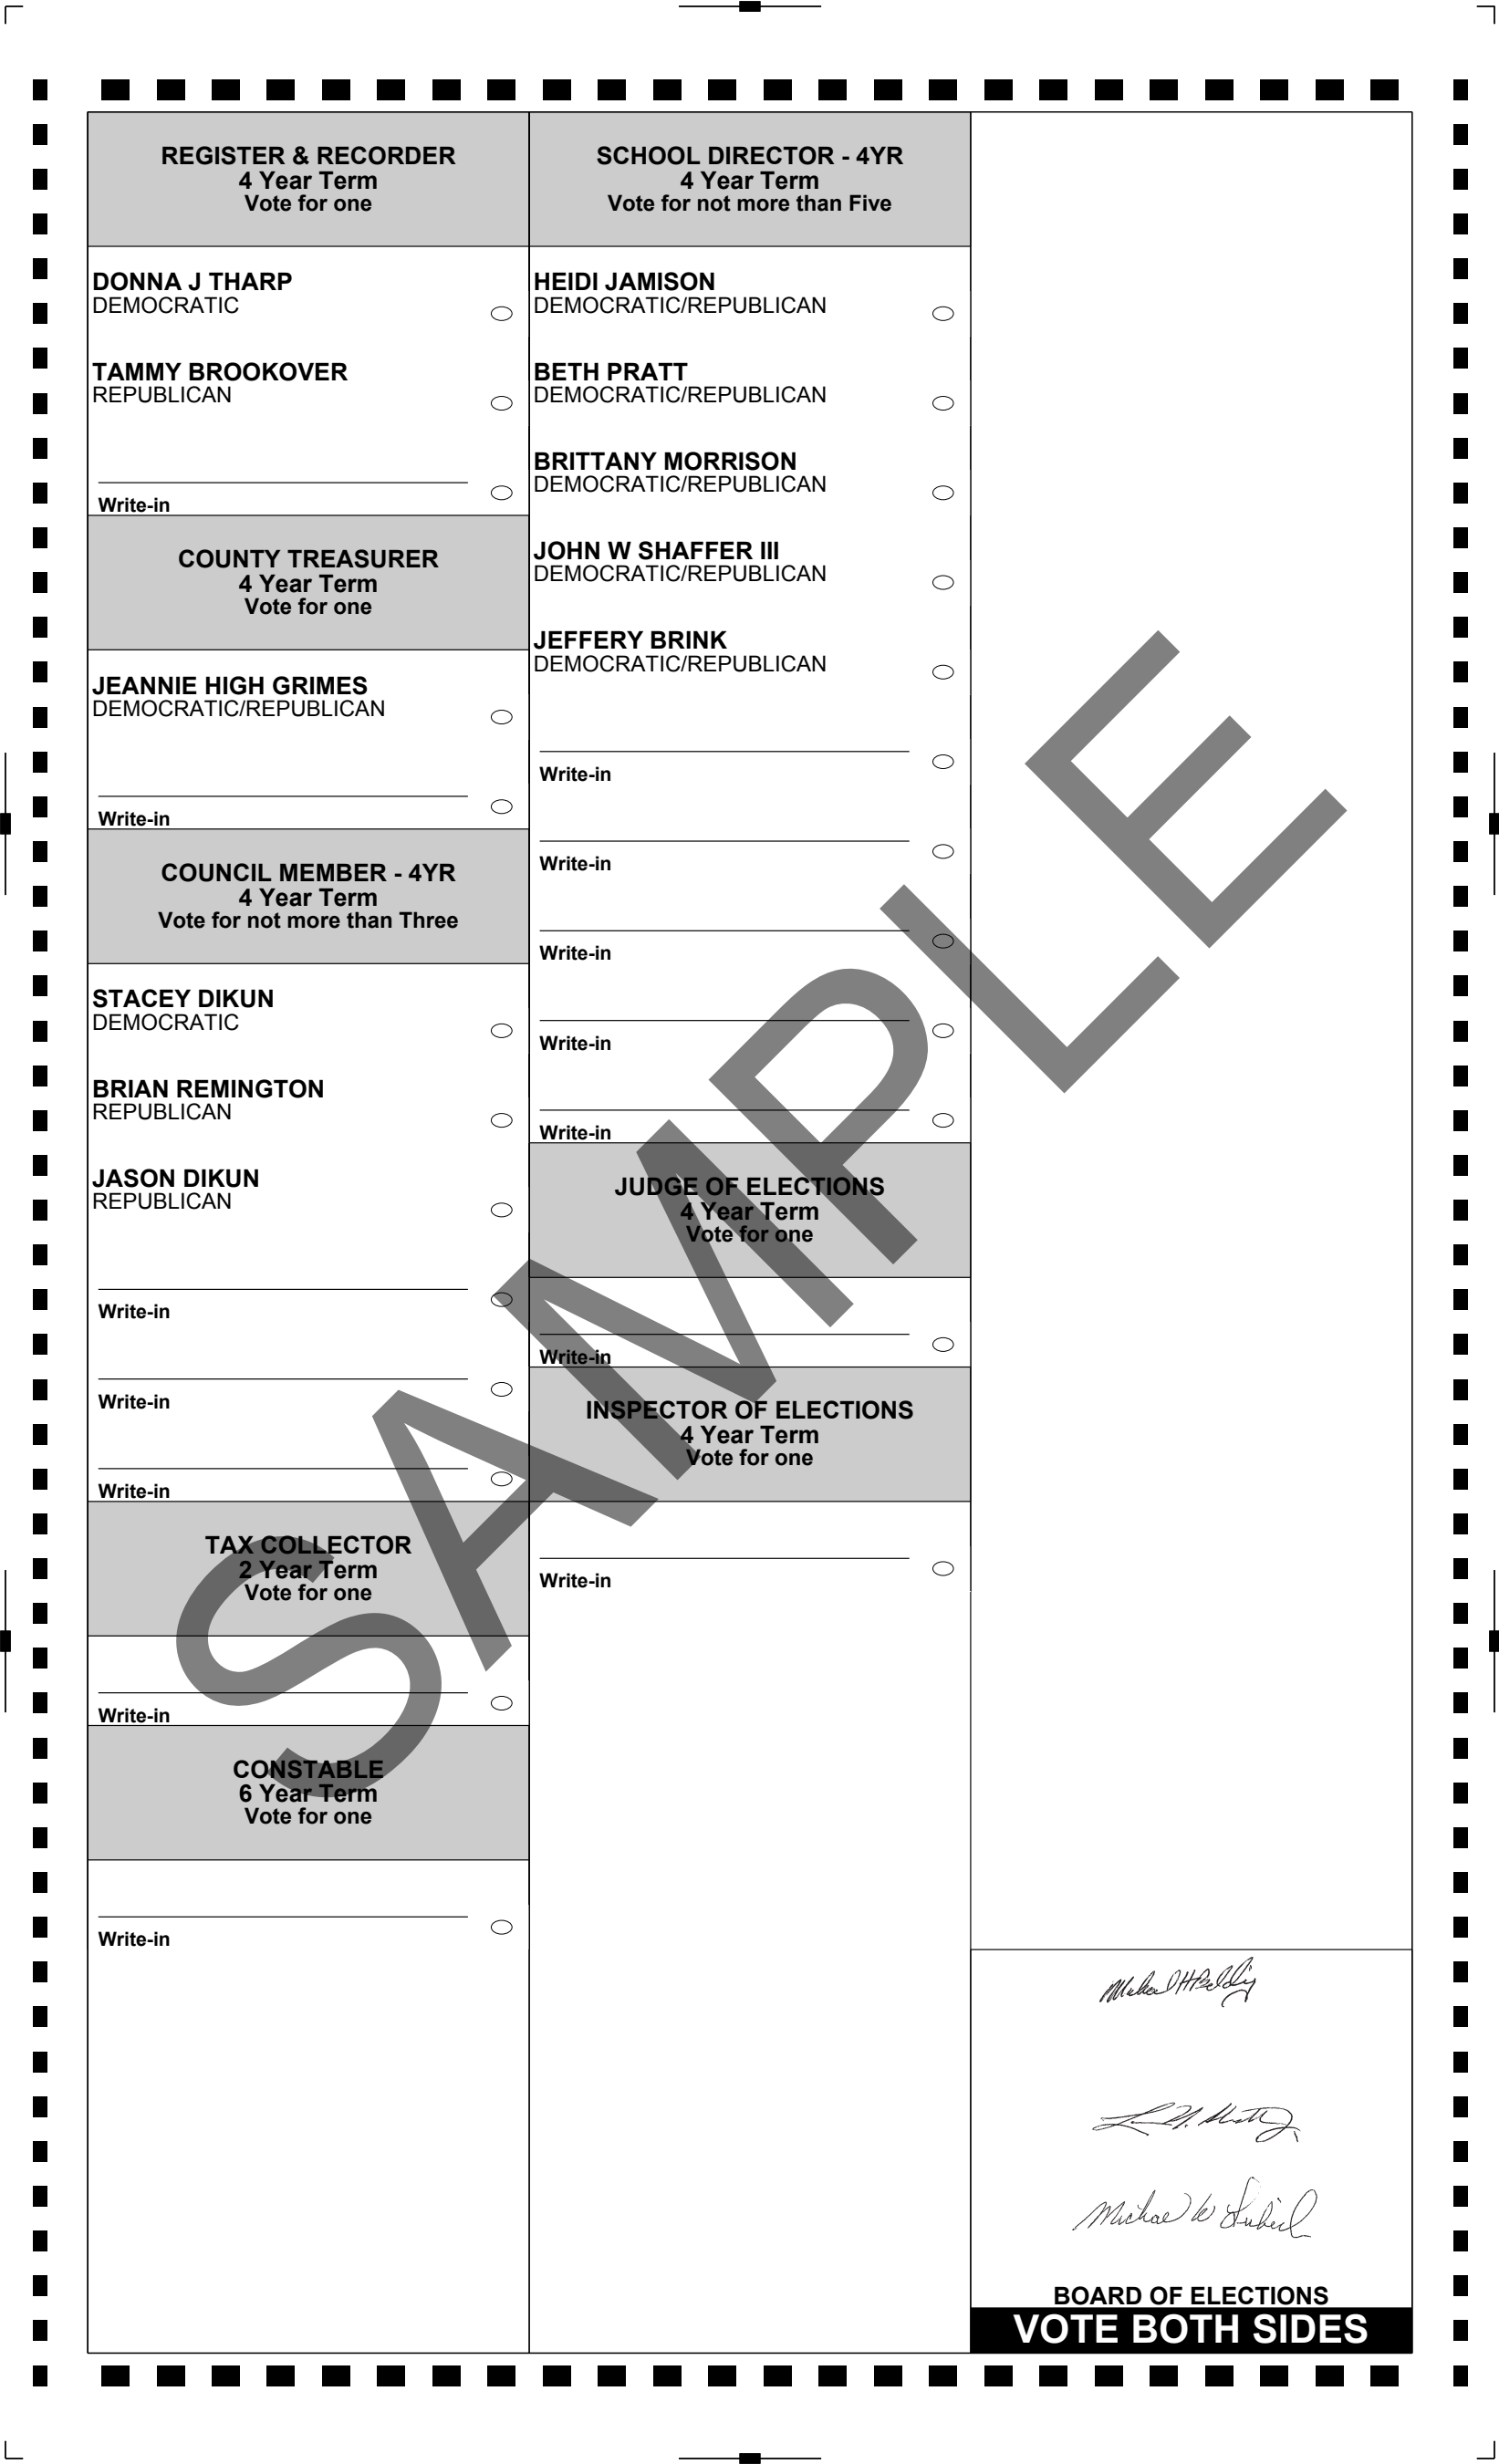 REGISTER & RECORDER
4 Year Term
Vote for one
DONNA J THARP
DEMOCRATIC
TAMMY BROOKOVER
REPUBLICAN
Write-in
COUNTY TREASURER
4 Year Term
Vote for one
JEANNIE HIGH GRIMES
DEMOCRATIC/REPUBLICAN
Write-in
COUNCIL MEMBER - 4YR
4 Year Term
Vote for not more than Three
STACEY DIKUN
DEMOCRATIC
BRIAN REMINGTON
REPUBLICAN
JASON DIKUN
REPUBLICAN
Write-in
Write-in
Write-in
TAX COLLECTOR
2 Year Term
Vote for one
Write-in
CONSTABLE
6 Year Term
Vote for one
Write-in
SCHOOL DIRECTOR - 4YR
4 Year Term
Vote for not more than Five
HEIDI JAMISON
DEMOCRATIC/REPUBLICAN
BETH PRATT
DEMOCRATIC/REPUBLICAN
BRITTANY MORRISON
DEMOCRATIC/REPUBLICAN
JOHN W SHAFFER III
DEMOCRATIC/REPUBLICAN
JEFFERY BRINK
DEMOCRATIC/REPUBLICAN
Write-in
Write-in
Write-in
Write-in
Write-in
JUDGE OF ELECTIONS
4 Year Term
Vote for one
Write-in
INSPECTOR OF ELECTIONS
4 Year Term
Vote for one
Write-in
SAMPLE
Michael W
BOARD OF ELECTIONS
VOTE BOTH SIDES